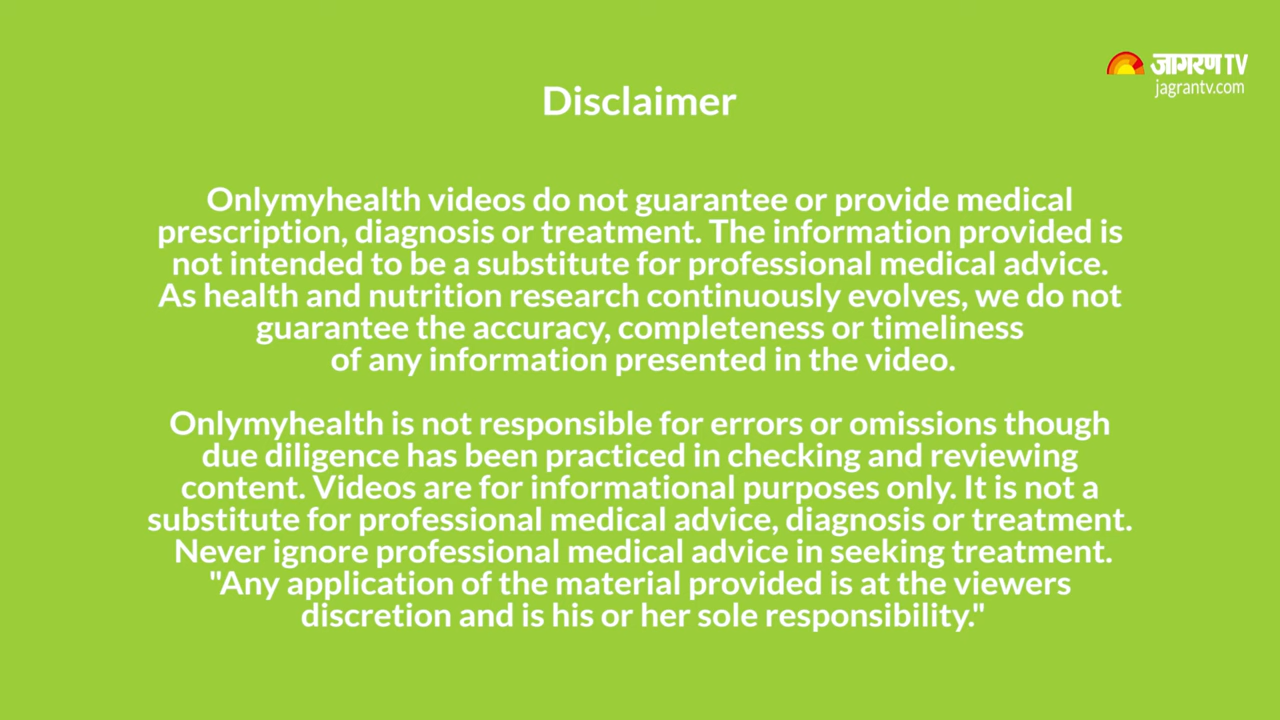 जागरण TV
jagrantv.com
Disclaimer
Onlymyhealth videos do not guarantee or provide medical
prescription, diagnosis or treatment. The information provided is
not intended to be a substitute for professional medical advice.
As health and nutrition research continuously evolves, we do not
guarantee the accuracy, completeness or timeliness
of any information presented in the video.
Onlymyhealth is not responsible for errors or omissions though
due diligence has been practiced in checking and reviewing
content. Videos are for informational purposes only. It is not a
substitute for professional medical advice, diagnosis or treatment.
Never ignore professional medical advice in seeking treatment.
"Any application of the material provided is at the viewers
discretion and is his or her sole responsibility."